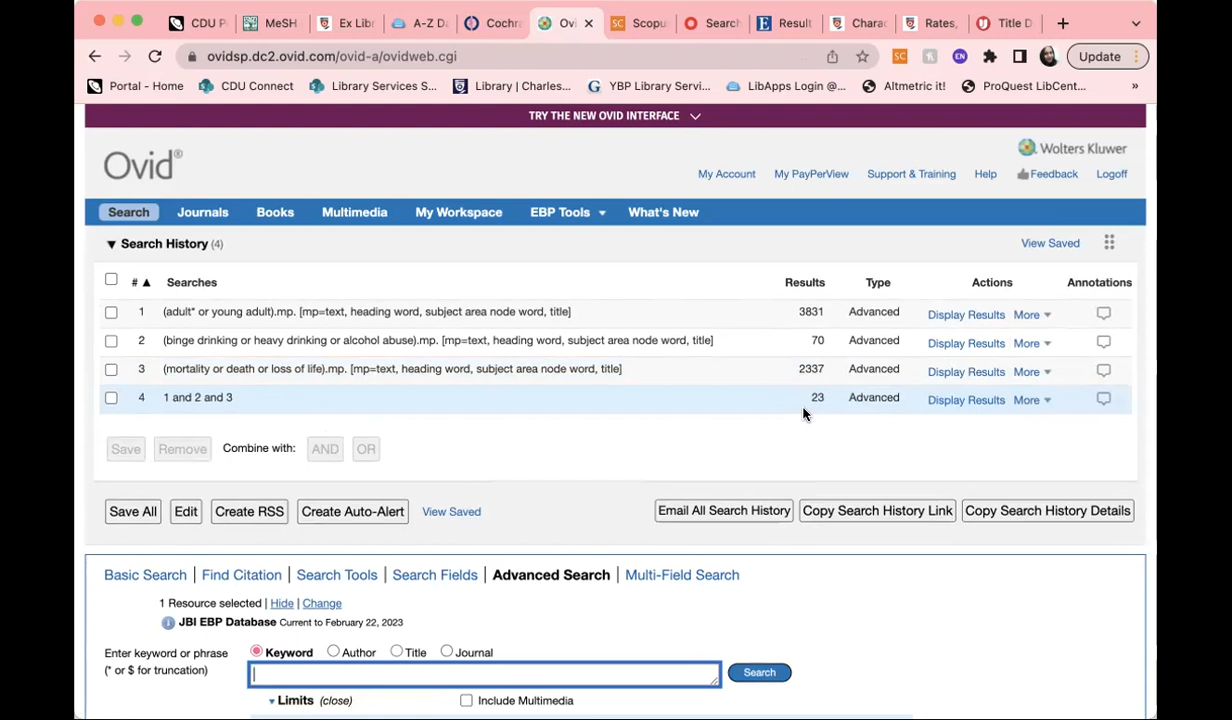 CDU P
MeSH
Ex Libr
A-Z Da
Cochra
Ovi
Scopus
Search
Result
Charac
Rates,
Title D
ovidsp.dc2.ovid.com/ovid-a/ovidweb.cgi
Update
Portal - Home
CDU Connect
Library Services S...
Library | Charles...
YBP Library Servi...
LibApps Login @...
Altmetric it!
ProQuest LibCent...
TRY THE NEW OVID INTERFACE
Ovid®
Wolters Kluwer
My Account
My PayPerView
Support & Training
Help
Feedback
Logoff
Search
Journals
Books
Multimedia
My Workspace
EBP Tools
What's New
Search History (4)
View Saved
# ▲ Searches Results Type Actions Annotations
1 (adult* or young adult).mp. [mp=text, heading word, subject area node word, title] 3831 Advanced Display Results More
2 (binge drinking or heavy drinking or alcohol abuse).mp. [mp=text, heading word, subject area node word, title] 70 Advanced Display Results More
3 (mortality or death or loss of life).mp. [mp=text, heading word, subject area node word, title] 2337 Advanced Display Results More
4 1 and 2 and 3 23 Advanced Display Results More
Save Remove Combine with: AND OR
Save All Edit Create RSS Create Auto-Alert View Saved Email All Search History Copy Search History Link Copy Search History Details
Basic Search | Find Citation | Search Tools | Search Fields | Advanced Search | Multi-Field Search
1 Resource selected | Hide | Change
JBI EBP Database Current to February 22, 2023
Enter keyword or phrase
(* or $ for truncation)
Keyword Author Title Journal
Search
Limits (close) Include Multimedia